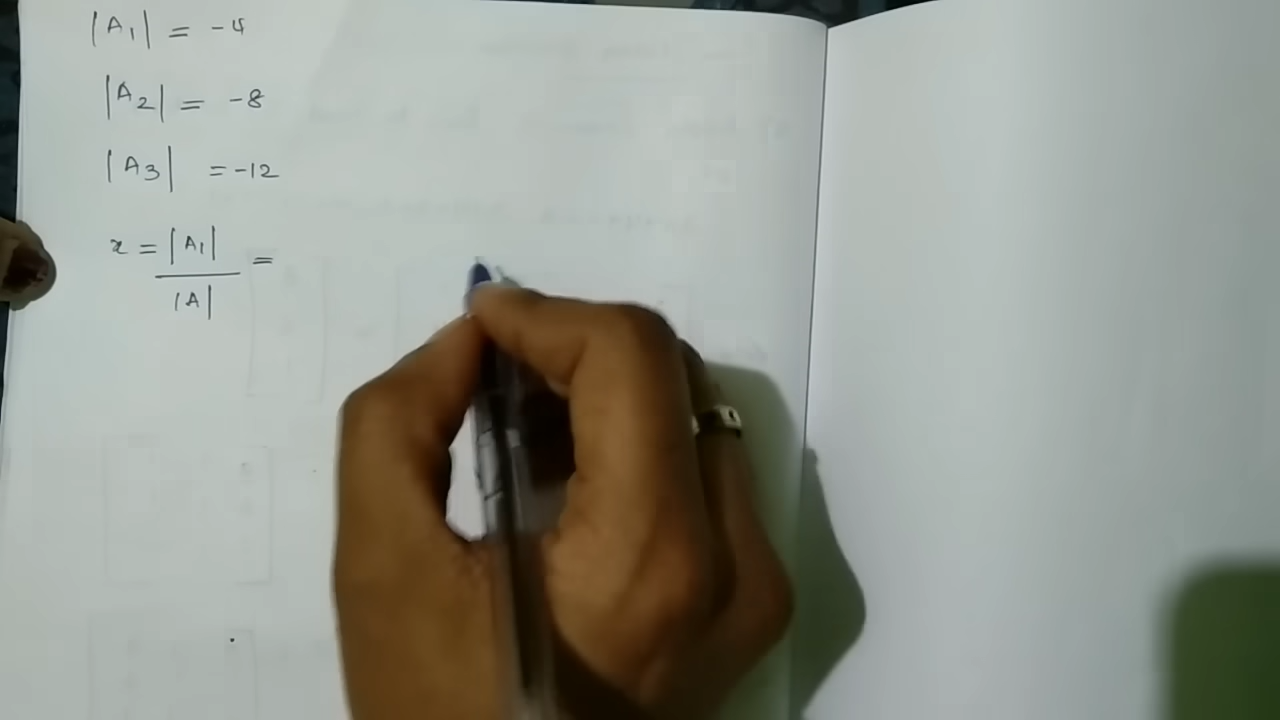 |A₁| = -4
|A₂| = -8
|A₃| = -12
x = |A₁| =
|A|